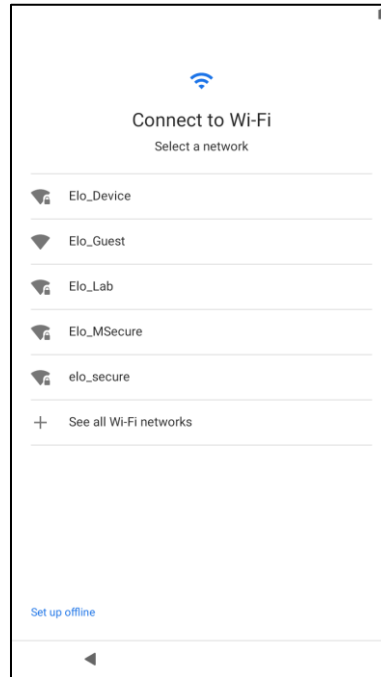 Connect to Wi-Fi
Select a network
Elo_Device
Elo_Guest
Elo_Lab
Elo_MSecure
elo_secure
See all Wi-Fi networks
Set up offline